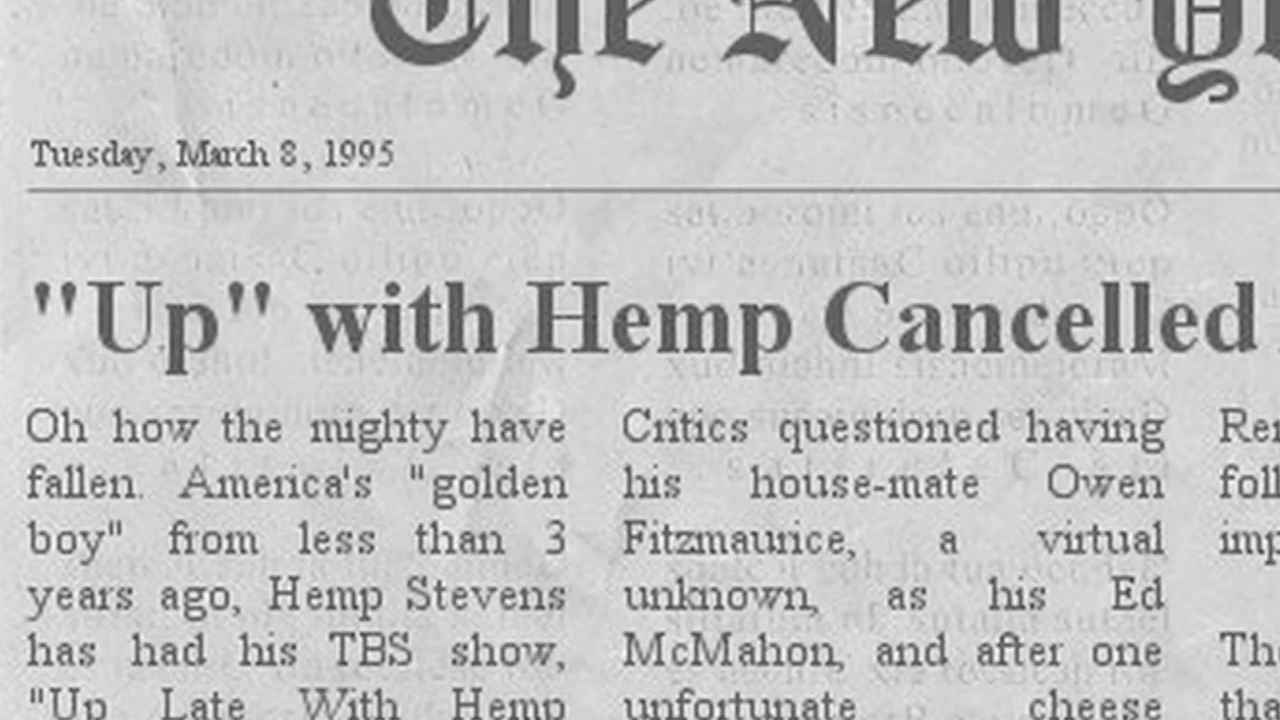 The New
Tuesday, March 8, 1995
"Up" with Hemp Cancelled
Oh how the mighty have
fallen. America's "golden
boy" from less than 3
years ago, Hemp Stevens
has had his TBS show,
"Up Late With Hemp
Critics questioned having
his house-mate Owen
Fitzmaurice, a virtual
unknown, as his Ed
McMahon, and after one
unfortunate cheese